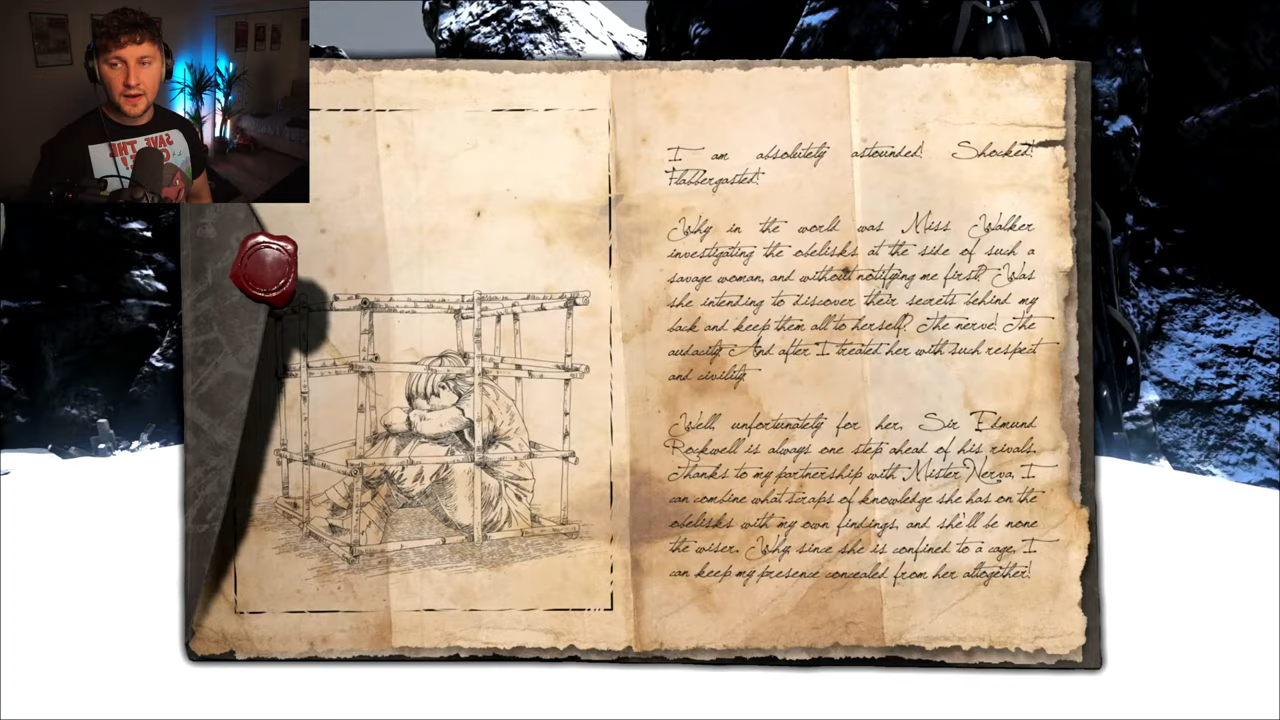 SAVE THE
I am absolutely astounded! Shocked!
Flabbergasted!
Why in the world was Miss Walker
investigating the obelisks at the side of such a
savage woman, and without notifying me first? Was
she intending to discover their secrets behind my
back and keep them all to herself? The nerve! The
audacity. And after I treated her with such respect
and civility.
Well, unfortunately for her, Sir Edmund
Rockwell is always one step ahead of his rivals.
Thanks to my partnership with Mister Nerva, I
can combine what scraps of knowledge she has on the
obelisks with my own findings, and she'll be none
the wiser. Why, since she is confined to a cage, I
can keep my presence concealed from her altogether!